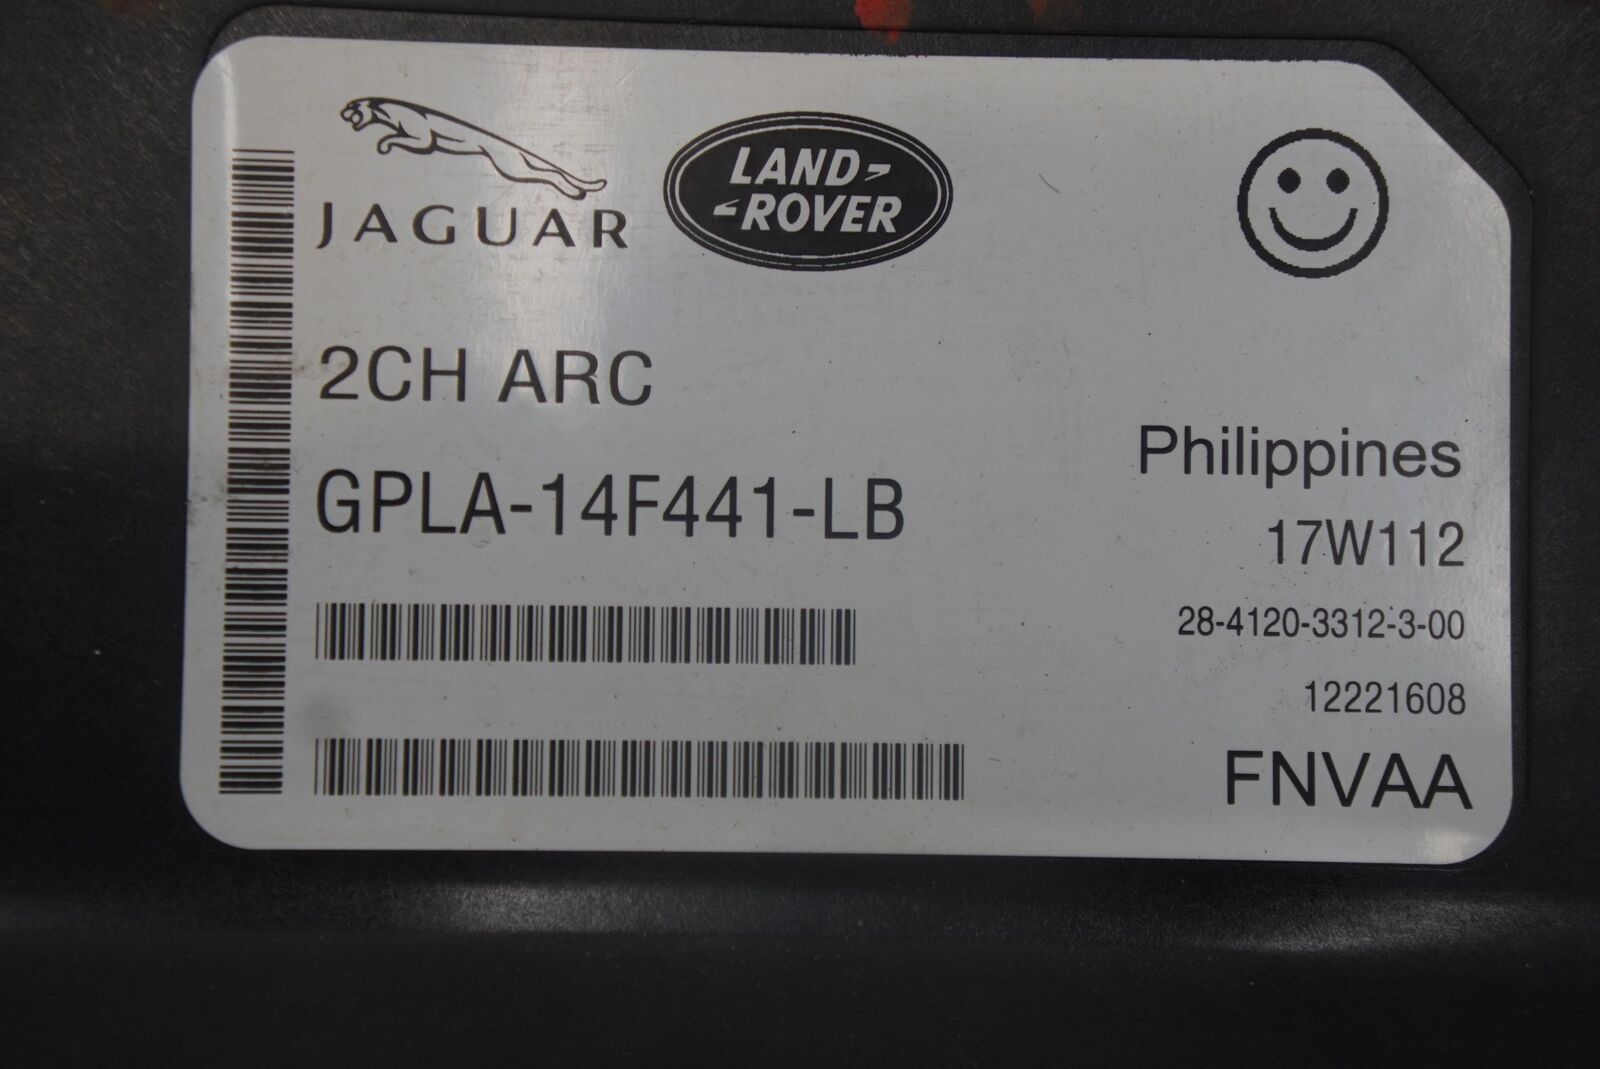 JAGUAR
LAND-
-ROVER
2CH ARC
GPLA-14F441-LB
Philippines
17W112
28-4120-3312-3-00
12221608
FNVAA